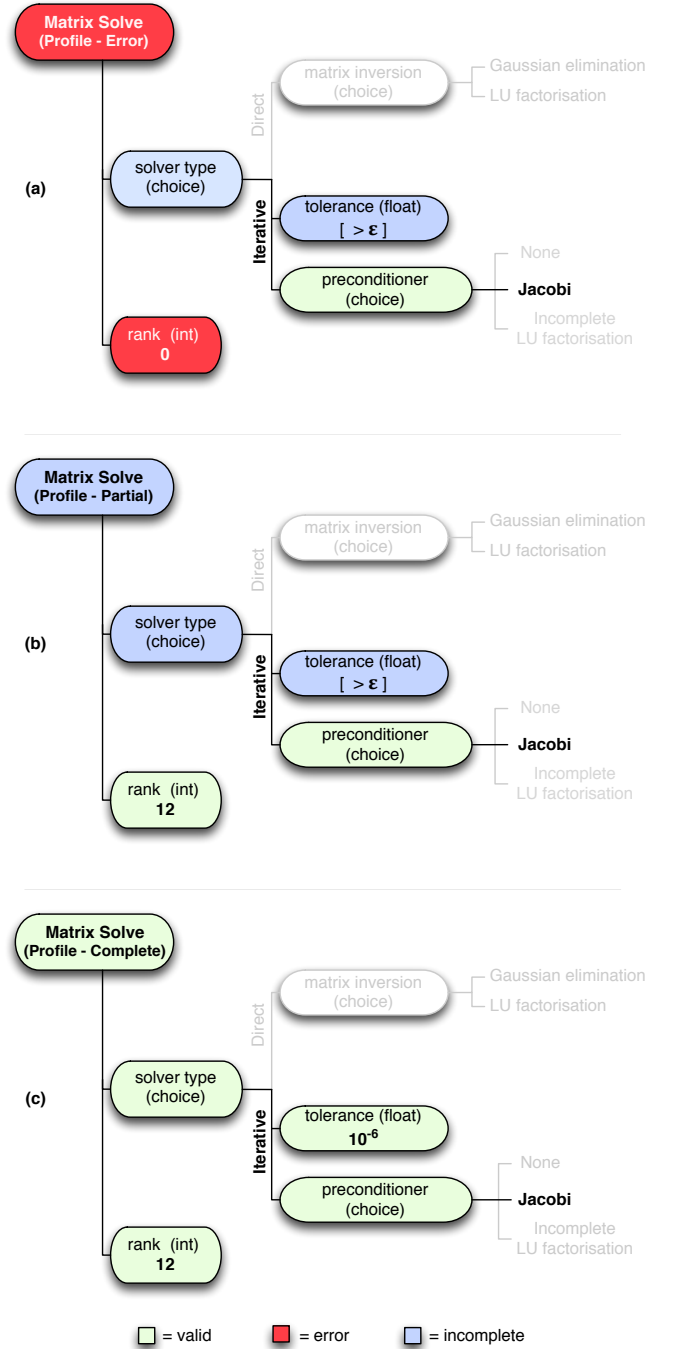 Matrix Solve
(Profile - Error)
matrix inversion
(choice)
Gaussian elimination
LU factorisation
Direct
solver type
(choice)
(a)
Iterative
tolerance (float)
[ > ε ]
preconditioner
(choice)
None
Jacobi
Incomplete
LU factorisation
rank (int)
0
Matrix Solve
(Profile - Partial)
matrix inversion
(choice)
Gaussian elimination
LU factorisation
Direct
solver type
(choice)
(b)
Iterative
tolerance (float)
[ > ε ]
preconditioner
(choice)
None
Jacobi
Incomplete
LU factorisation
rank (int)
12
Matrix Solve
(Profile - Complete)
matrix inversion
(choice)
Gaussian elimination
LU factorisation
Direct
solver type
(choice)
(c)
Iterative
tolerance (float)
10⁻⁶
preconditioner
(choice)
None
Jacobi
Incomplete
LU factorisation
rank (int)
12
= valid
= error
= incomplete